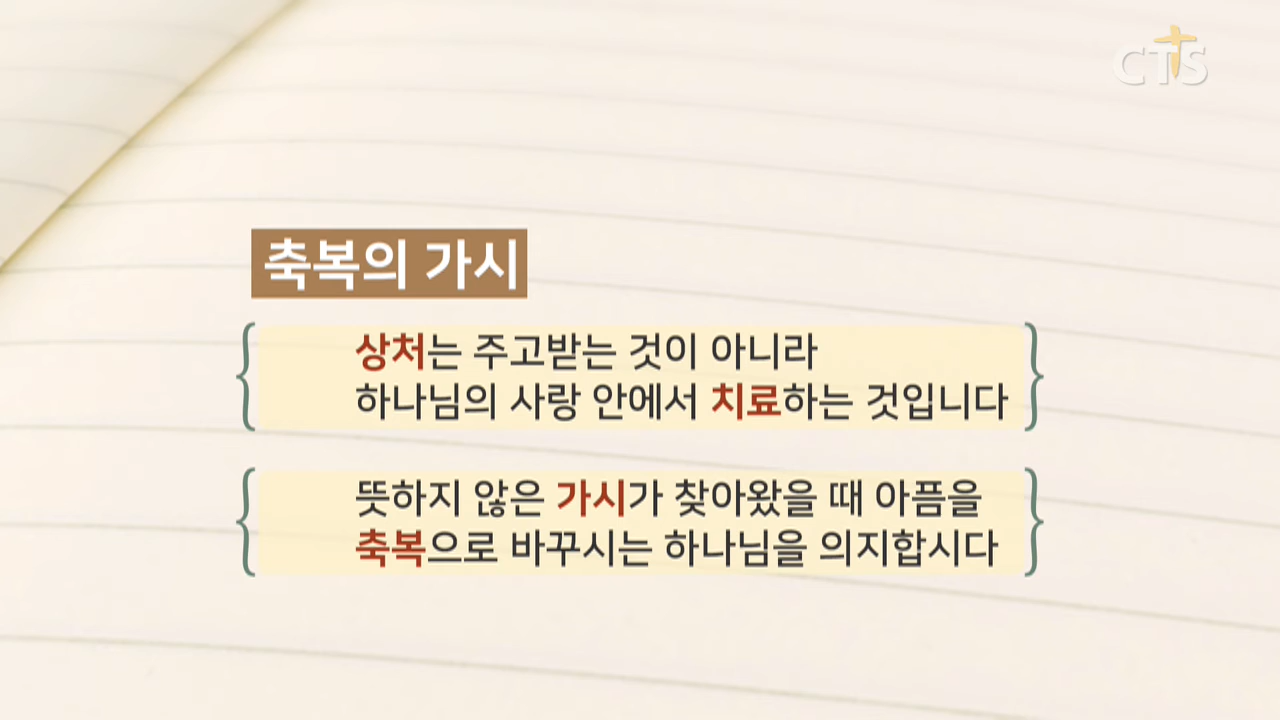 CTS
축복의 가시
상처는 주고받는 것이 아니라
하나님의 사랑 안에서 치료하는 것입니다
뜻하지 않은 가시가 찾아왔을 때 아픔을
축복으로 바꾸시는 하나님을 의지합시다